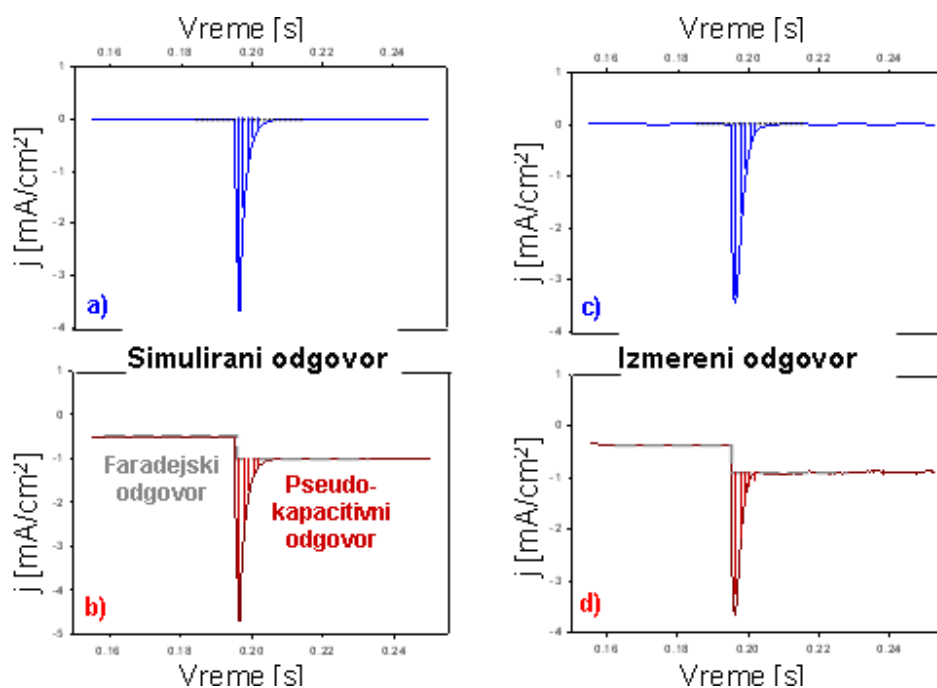 Vreme [s]
0.16 0.18 0.20 0.22 0.24
1
0
-1
-2
-3
-4
j [mA/cm²]
a)
Vreme [s]
0.16 0.18 0.20 0.22 0.24
1
0
-1
-2
-3
-4
j [mA/cm²]
c)
Simulirani odgovor
Izmereni odgovor
1
0
-1
-2
-3
-4
-5
j [mA/cm²]
Faradejski
odgovor
Pseudo-
kapacitivni
odgovor
b)
0.16 0.18 0.20 0.22 0.24
Vreme [s]
1
0
-1
-2
-3
-4
j [mA/cm²]
d)
0.16 0.18 0.20 0.22 0.24
Vreme [s]